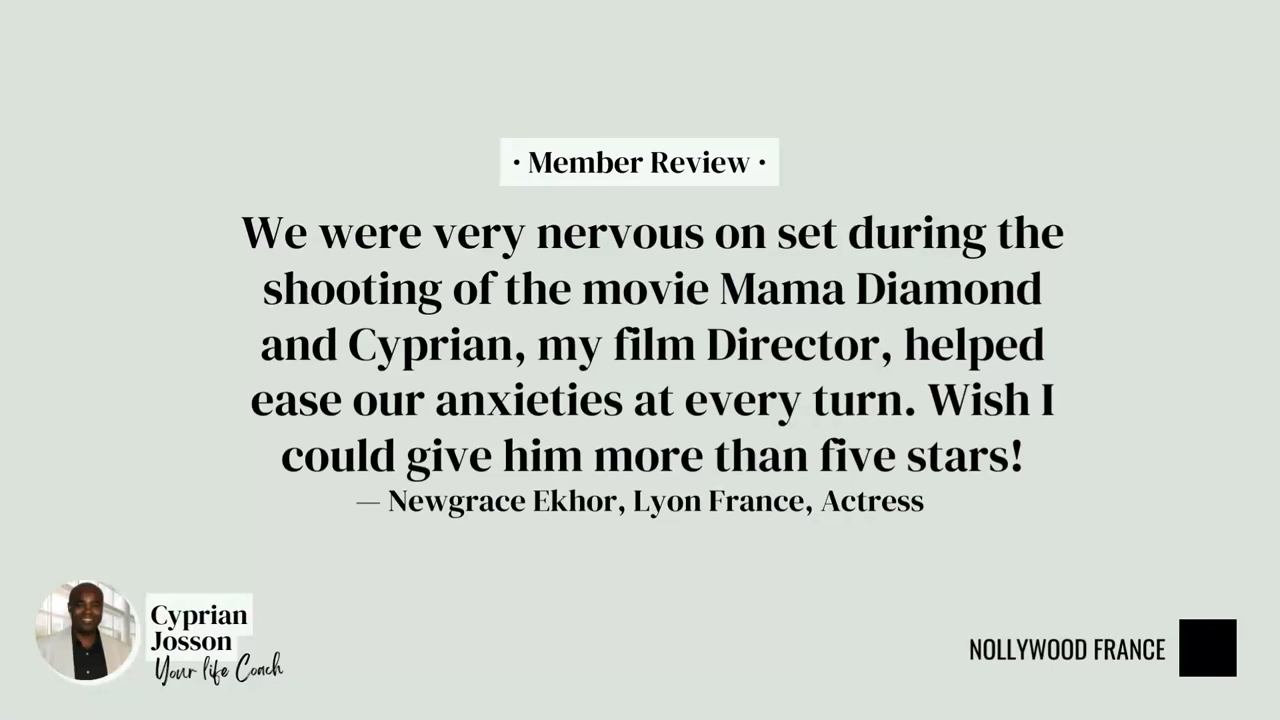 · Member Review ·
We were very nervous on set during the
shooting of the movie Mama Diamond
and Cyprian, my film Director, helped
ease our anxieties at every turn. Wish I
could give him more than five stars!
— Newgrace Ekhor, Lyon France, Actress
Cyprian
Josson
Your life Coach
NOLLYWOOD FRANCE